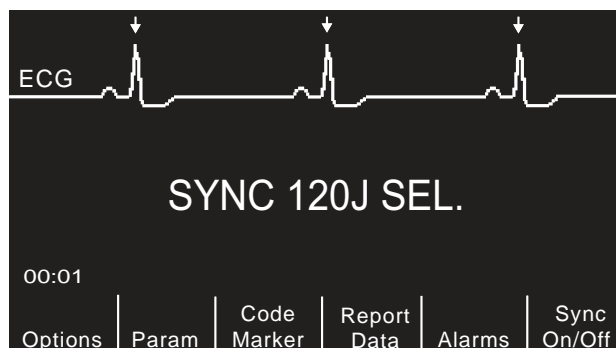 ECG
SYNC 120J SEL.
00:01
Options
Param
Code
Marker
Report
Data
Alarms
Sync
On/Off